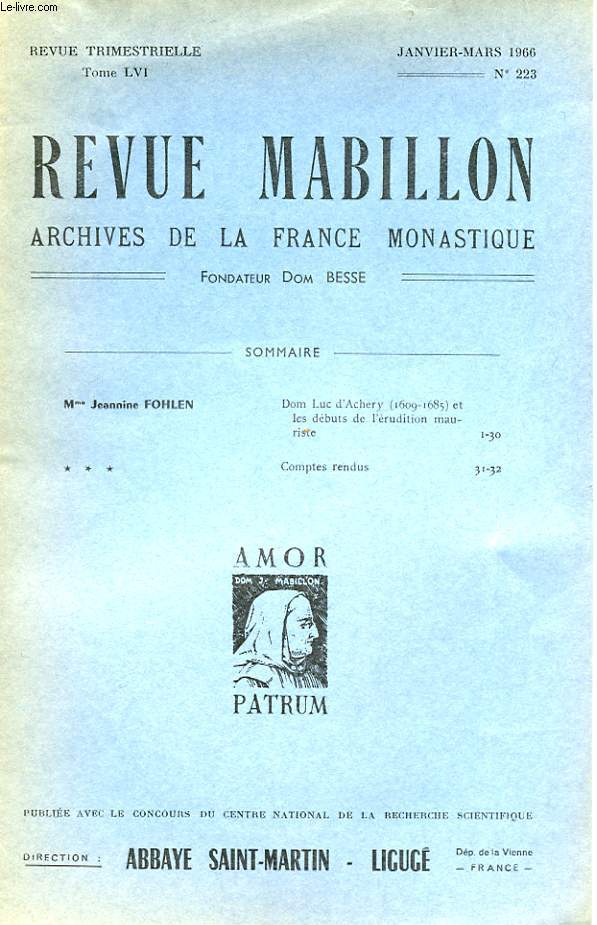 Le-livre.com
REVUE TRIMESTRIELLE
Tome LVI
JANVIER-MARS 1966
N° 223
REVUE MABILLON
ARCHIVES DE LA FRANCE MONASTIQUE
FONDATEUR DOM BESSE
SOMMAIRE
Mme Jeannine FOHLEN
Dom Luc d'Achery (1609-1685) et
les débuts de l'érudition mau-
riste 1-30
* * * Comptes rendus 31-32
AMOR
DOM J. MABILLON
PATRUM
PUBLIÉE AVEC LE CONCOURS DU CENTRE NATIONAL DE LA RECHERCHE SCIENTIFIQUE
DIRECTION : ABBAYE SAINT-MARTIN - LIGUGÉ
Dép. de la Vienne
— FRANCE —